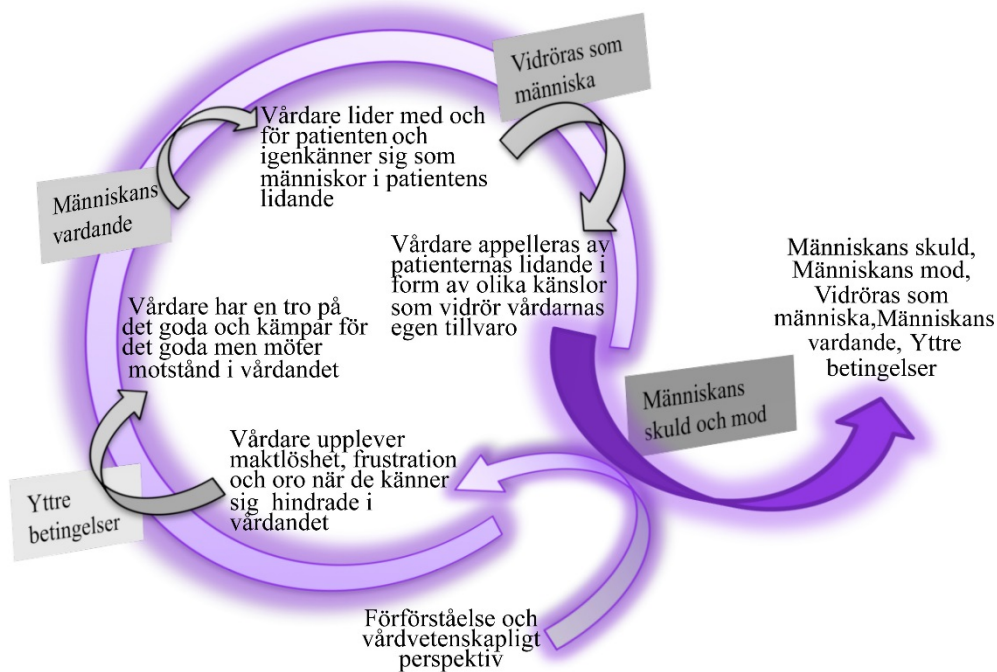 Vidröras som
människa
Vårdare lider med och
för patienten och
igenkänner sig som
människor i patientens
lidande
Människans
vardande
Vårdare appelleras av
patienternas lidande i
form av olika känslor
som vidrör vårdarnas
egen tillvaro
Människans skuld,
Människans mod,
Vidröras som
människa,Människans
vardande, Yttre
betingelser
Vårdare har en tro på
det goda och kämpar för
det goda men möter
motstånd i vårdandet
Människans
skuld och mod
Vårdare upplever
maktlöshet, frustration
och oro när de känner
sig hindrade i
vårdandet
Yttre
betingelser
Förförståelse och
vårdvetenskapligt
perspektiv